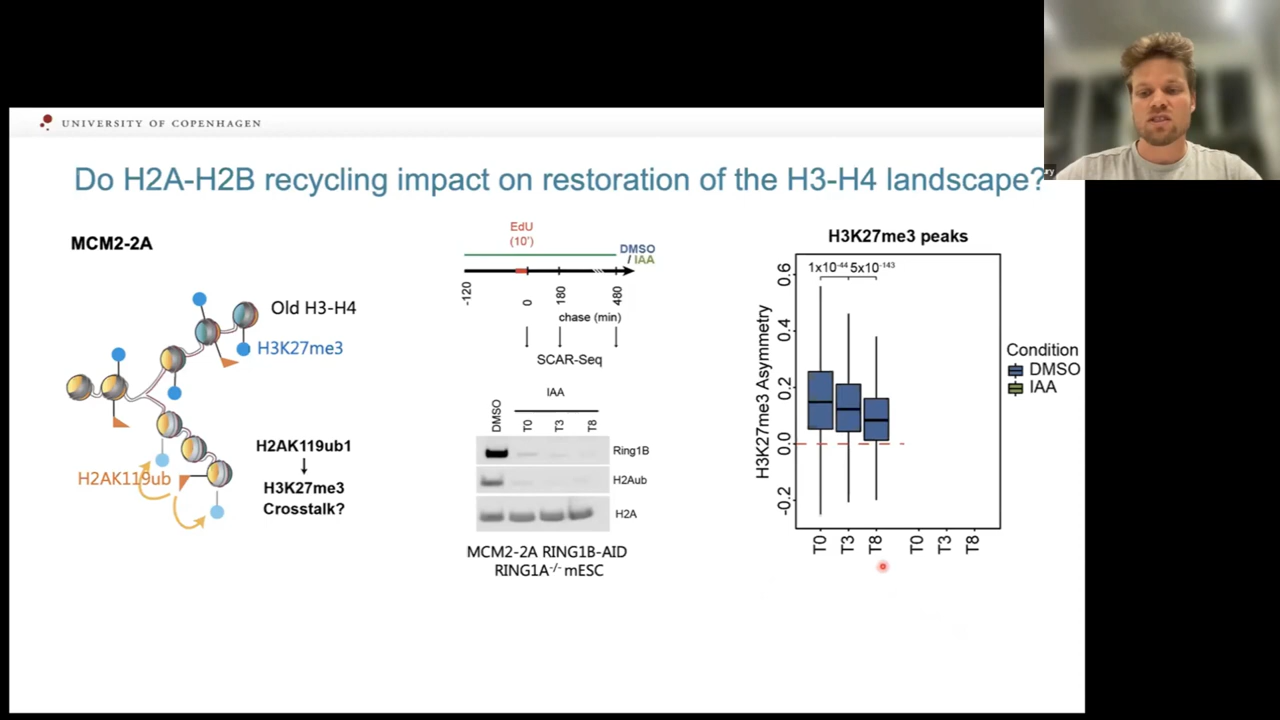 UNIVERSITY OF COPENHAGEN
Do H2A-H2B recycling impact on restoration of the H3-H4 landscape?
MCM2-2A
Old H3-H4
H3K27me3
H2AK119ub
H2AK119ub1
H3K27me3
Crosstalk?
EdU
(10')
DMSO
/ IAA
-120
0
180
480
chase (min)
SCAR-Seq
IAA
DMSO
T0
T3
T8
Ring1B
H2Aub
H2A
MCM2-2A RING1B-AID
RING1A-/- mESC
H3K27me3 peaks
1x10-44
5x10-143
H3K27me3 Asymmetry
0.6
0.4
0.2
0.0
-0.2
T0
T3
T8
T0
T3
T8
Condition
DMSO
IAA